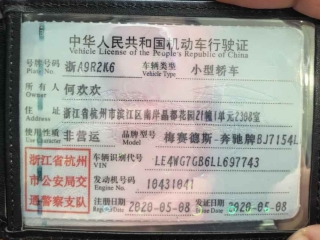 中华人民共和国机动车行驶证
Vehicle License of the People's Republic of China
号牌号码 浙A9R2K6 车辆类型 小型轿车
Plate No. Vehicle Type
所有人 何欢欢
Owner
住址 浙江省杭州市滨江区南岸晶都花园21幢1单元2308室
Address
使用性质 非营运 品牌型号 梅赛德斯-奔驰牌BJ7154L
Use Character Model
浙江省杭州市公安局交通警察支队
车辆识别代号 LE4WG7GB6LL697743
VIN
发动机号码 10431041
Engine No.
注册日期 2020-05-08 发证日期 2020-05-08
Register Date Issue Date